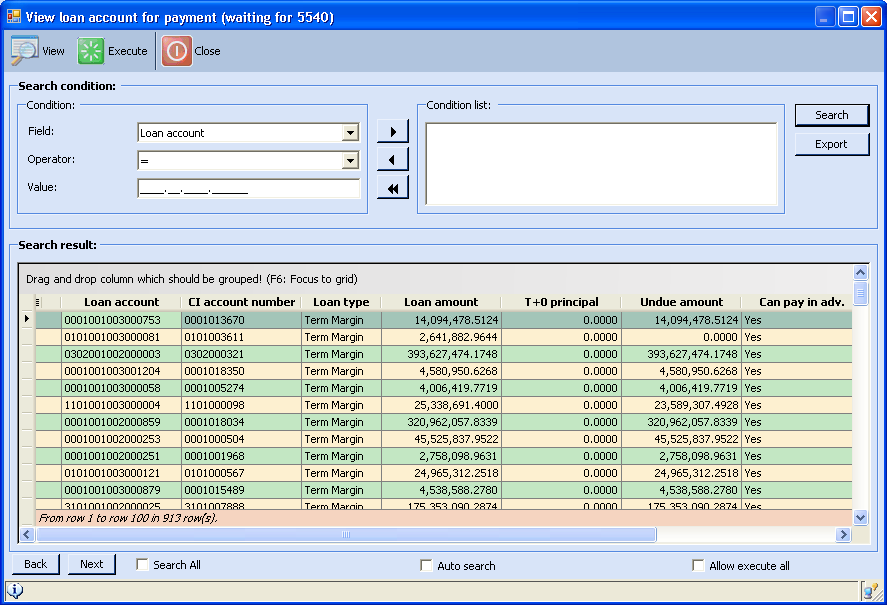 View loan account for payment (waiting for 5540)
View Execute Close
Search condition:
Condition:
Field: Loan account
Operator: =
Value: ____.__.____.______
Condition list:
Search
Export
Search result:
Drag and drop column which should be grouped! (F6: Focus to grid)
Loan account CI account number Loan type Loan amount T+0 principal Undue amount Can pay in adv.
0001001003000753 0001013670 Term Margin 14,094,478.5124 0.0000 14,094,478.5124 Yes
0101001003000081 0101003611 Term Margin 2,641,882.9644 0.0000 0.0000 Yes
0302001002000003 0302000321 Term Margin 393,627,474.1748 0.0000 393,627,474.1748 Yes
0001001003001204 0001018350 Term Margin 4,580,950.6268 0.0000 4,580,950.6268 Yes
0001001003000058 0001005274 Term Margin 4,006,419.7719 0.0000 4,006,419.7719 Yes
1101001003000004 1101000098 Term Margin 25,338,691.4000 0.0000 23,589,307.4928 Yes
0001001002000859 0001018034 Term Margin 320,962,057.8339 0.0000 320,962,057.8339 Yes
0001001002000253 0001000504 Term Margin 45,525,837.9522 0.0000 45,525,837.9522 Yes
0001001002000251 0001001968 Term Margin 2,758,098.9631 0.0000 2,758,098.9631 Yes
0101001003000121 0101000567 Term Margin 24,965,312.2518 0.0000 24,965,312.2518 Yes
0001001003000879 0001015489 Term Margin 4,538,588.2780 0.0000 4,538,588.2780 Yes
3101001002000025 3101007888 Term Margin 175,353,090.2874 0.0000 175,353,090.2874 Yes
From row 1 to row 100 in 913 row(s).
Back Next Search All Auto search Allow execute all